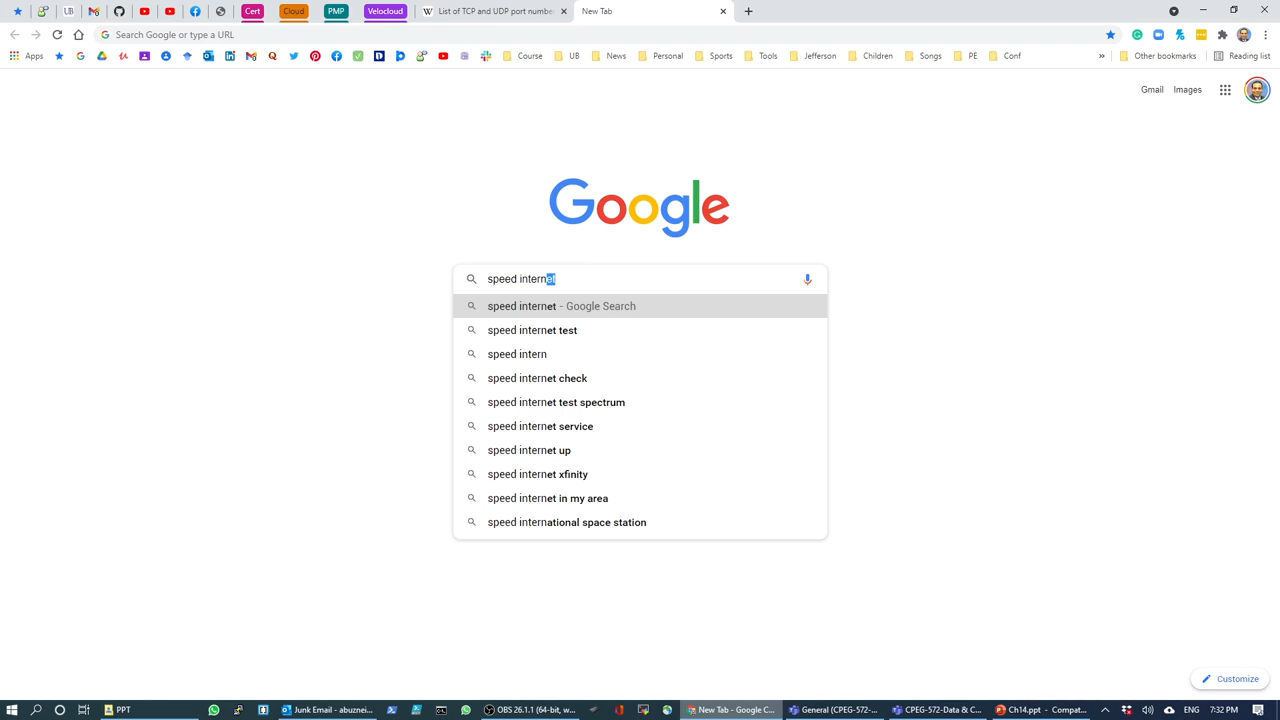 Cert Cloud PMP Velocloud List of TCP and UDP port numbe New Tab
Search Google or type a URL
Apps Course UB News Personal Sports Tools Jefferson Children Songs PE Conf » Other bookmarks Reading list
Gmail Images
Google
speed internet
speed internet - Google Search
speed internet test
speed intern
speed internet check
speed internet test spectrum
speed internet service
speed internet up
speed internet xfinity
speed internet in my area
speed international space station
Customize
PPT Junk Email - abuznei... OBS 26.1.1 (64-bit, w... New Tab - Google C... General (CPEG-572-... CPEG-572-Data & C... Ch14.ppt - Compat... ENG 7:32 PM